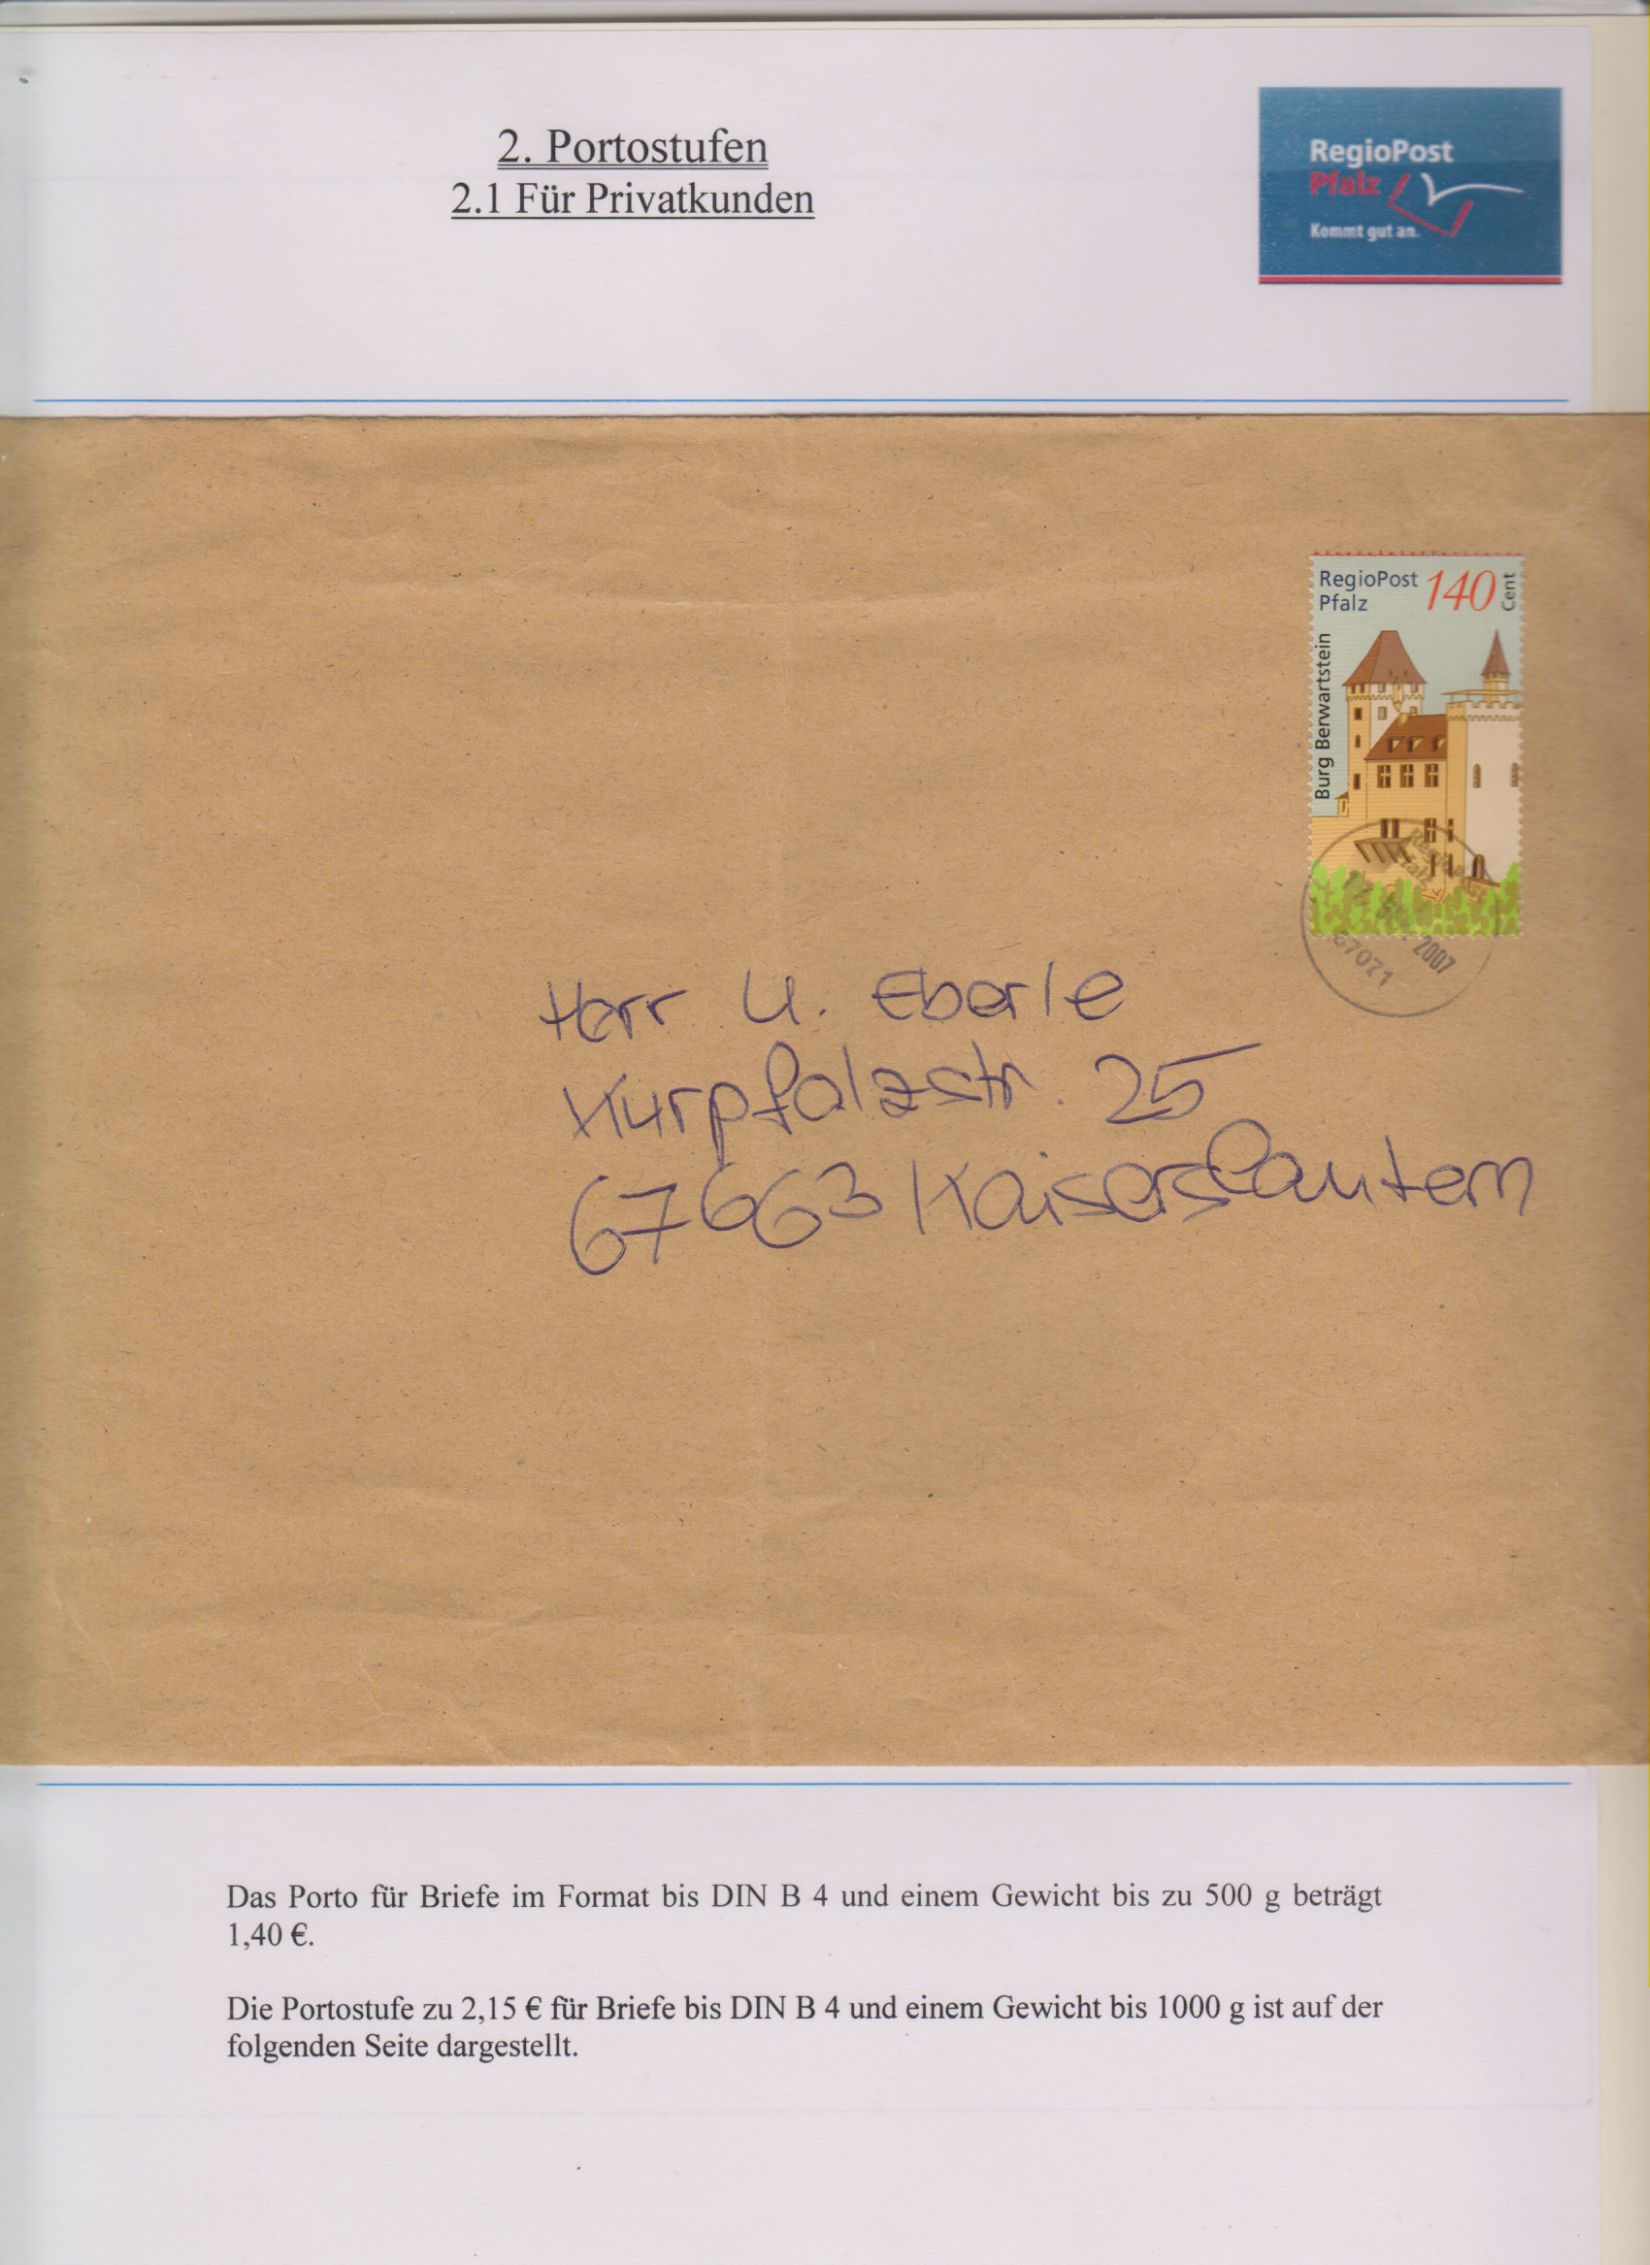 2. Portostufen
2.1 Für Privatkunden
RegioPost
Pfalz
Kommt gut an.
RegioPost 140 Cent
Pfalz
Burg Berwartstein
RegioPost
Pfalz
2007
67071
Herr U. Eberle
Kurpfalzstr. 25
67663 Kaiserslautern
Das Porto für Briefe im Format bis DIN B 4 und einem Gewicht bis zu 500 g beträgt
1,40 €.
Die Portostufe zu 2,15 € für Briefe bis DIN B 4 und einem Gewicht bis 1000 g ist auf der
folgenden Seite dargestellt.